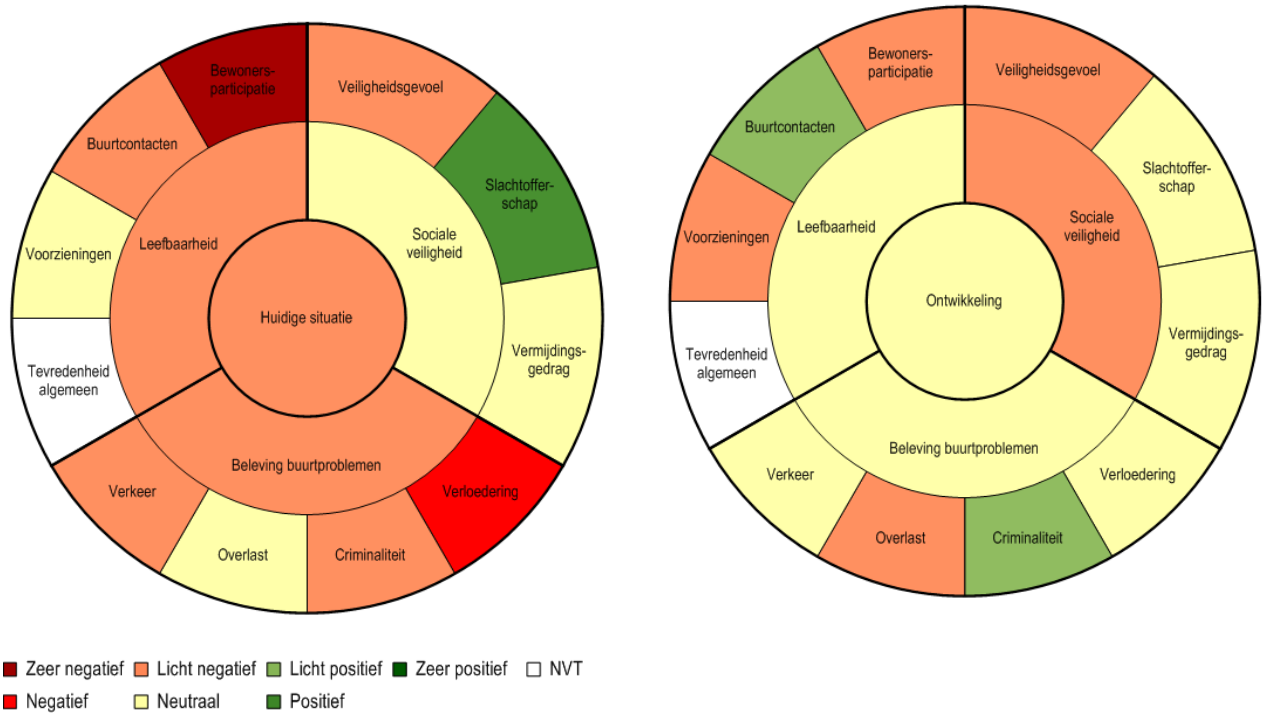 Bewoners-
participatie
Veiligheidsgevoel
Buurtcontacten
Slachtoffer-
schap
Leefbaarheid
Sociale
veiligheid
Voorzieningen
Huidige situatie
Tevredenheid
algemeen
Vermijdings-
gedrag
Beleving buurtproblemen
Verkeer
Verloedering
Overlast
Criminaliteit
Bewoners-
participatie
Veiligheidsgevoel
Buurtcontacten
Slachtoffer-
schap
Leefbaarheid
Sociale
veiligheid
Voorzieningen
Ontwikkeling
Tevredenheid
algemeen
Vermijdings-
gedrag
Beleving buurtproblemen
Verkeer
Verloedering
Overlast
Criminaliteit
Zeer negatief
Licht negatief
Licht positief
Zeer positief
NVT
Negatief
Neutraal
Positief